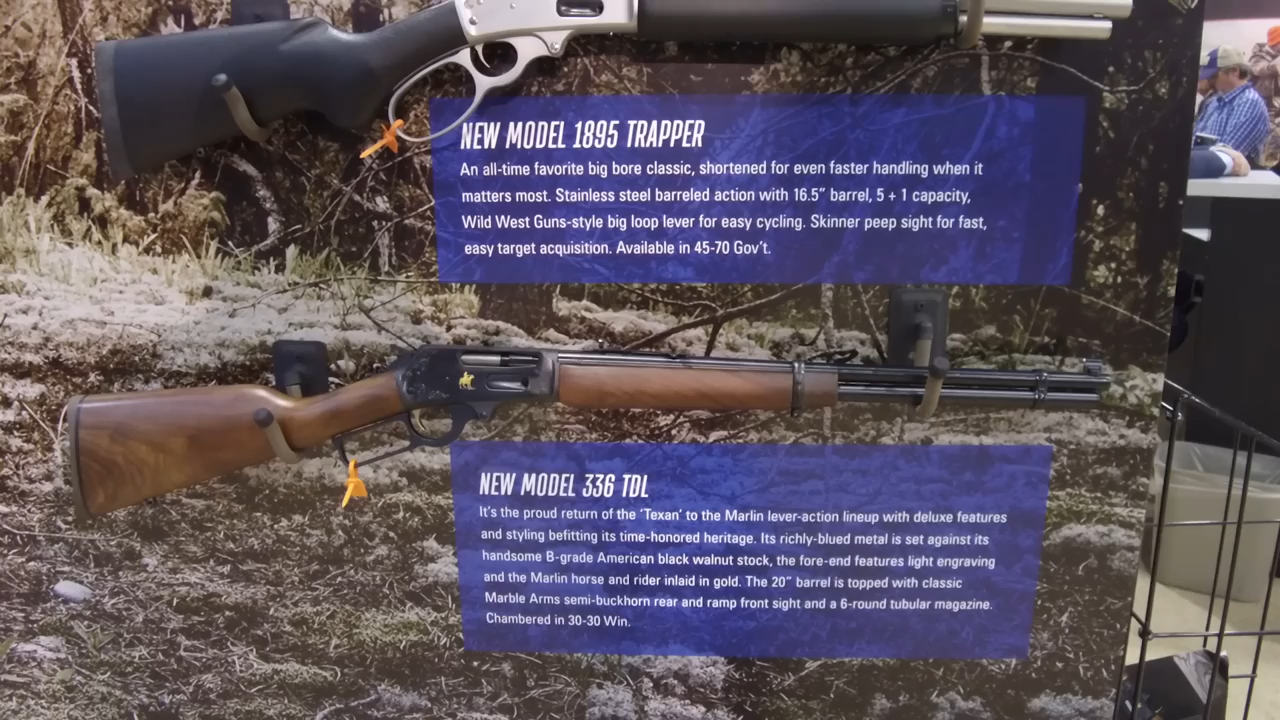 NEW MODEL 1895 TRAPPER
An all-time favorite big bore classic, shortened for even faster handling when it
matters most. Stainless steel barreled action with 16.5” barrel, 5 + 1 capacity,
Wild West Guns-style big loop lever for easy cycling. Skinner peep sight for fast,
easy target acquisition. Available in 45-70 Gov’t.
NEW MODEL 336 TDL
It’s the proud return of the ‘Texan’ to the Marlin lever-action lineup with deluxe features
and styling befitting its time-honored heritage. Its richly-blued metal is set against its
handsome B-grade American black walnut stock, the fore-end features light engraving
and the Marlin horse and rider inlaid in gold. The 20” barrel is topped with classic
Marble Arms semi-buckhorn rear and ramp front sight and a 6-round tubular magazine.
Chambered in 30-30 Win.